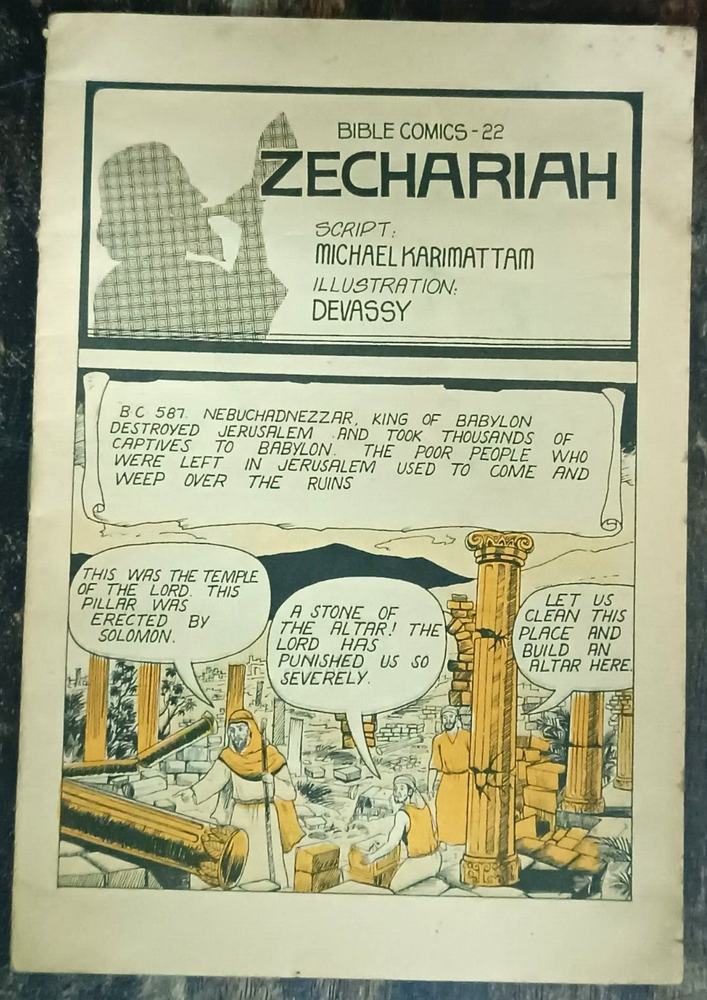 BIBLE COMICS - 22
ZECHARIAH
SCRIPT:
MICHAEL KARIMATTAM
ILLUSTRATION:
DEVASSY
B C 587. NEBUCHADNEZZAR, KING OF BABYLON
DESTROYED JERUSALEM AND TOOK THOUSANDS OF
CAPTIVES TO BABYLON. THE POOR PEOPLE WHO
WERE LEFT IN JERUSALEM USED TO COME AND
WEEP OVER THE RUINS
THIS WAS THE TEMPLE
OF THE LORD. THIS
PILLAR WAS
ERECTED BY
SOLOMON.
A STONE OF
THE ALTAR! THE
LORD HAS
PUNISHED US SO
SEVERELY.
LET US
CLEAN THIS
PLACE AND
BUILD AN
ALTAR HERE.